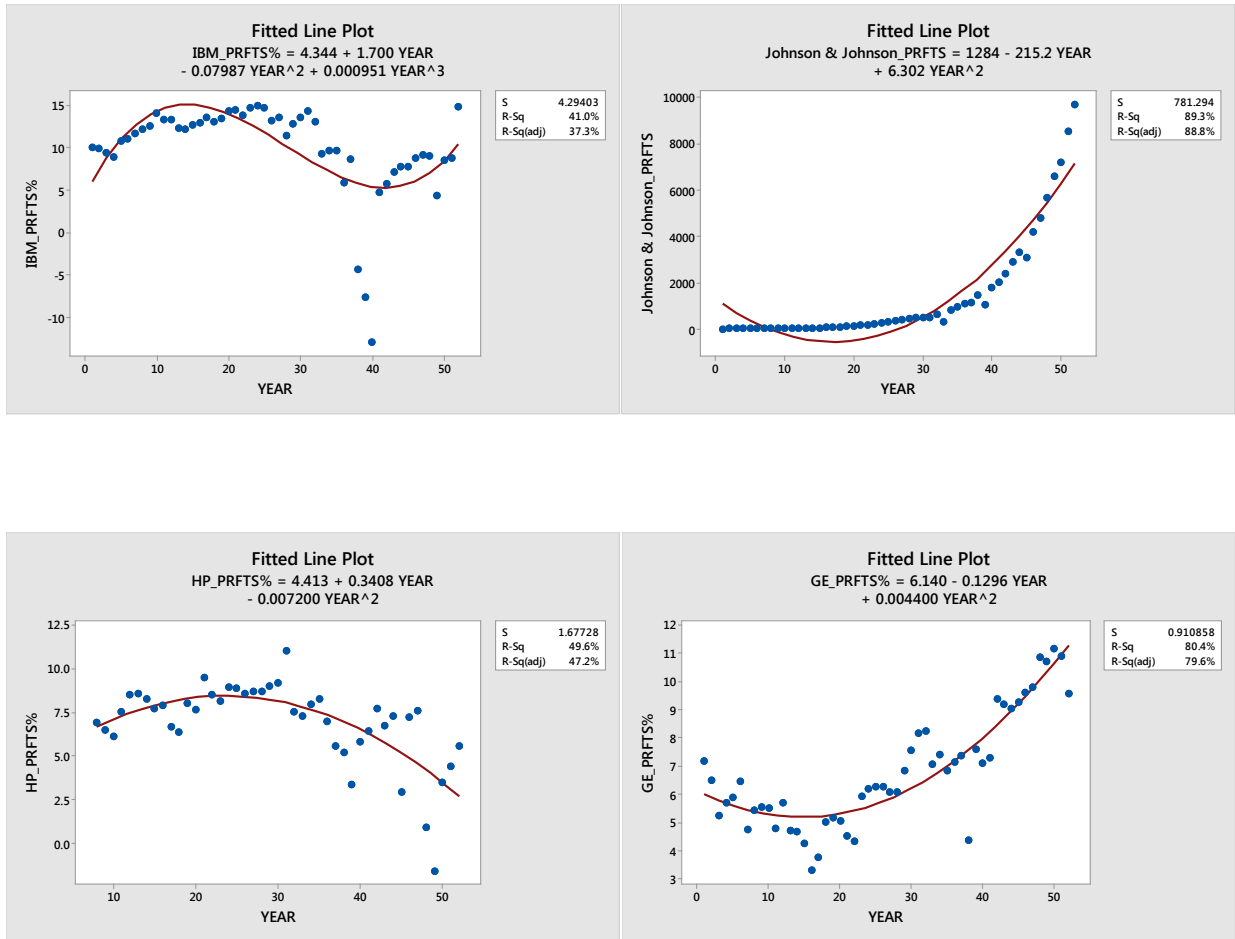 Fitted Line Plot
IBM_PRFTS% = 4.344 + 1.700 YEAR
- 0.07987 YEAR^2 + 0.000951 YEAR^3
S 4.29403
R-Sq 41.0%
R-Sq(adj) 37.3%
IBM_PRFTS%
15
10
5
0
-5
-10
0 10 20 30 40 50
YEAR
Fitted Line Plot
Johnson & Johnson_PRFTS = 1284 - 215.2 YEAR
+ 6.302 YEAR^2
S 781.294
R-Sq 89.3%
R-Sq(adj) 88.8%
Johnson & Johnson_PRFTS
10000
8000
6000
4000
2000
0
0 10 20 30 40 50
YEAR
Fitted Line Plot
HP_PRFTS% = 4.413 + 0.3408 YEAR
- 0.007200 YEAR^2
S 1.67728
R-Sq 49.6%
R-Sq(adj) 47.2%
HP_PRFTS%
12.5
10.0
7.5
5.0
2.5
0.0
10 20 30 40 50
YEAR
Fitted Line Plot
GE_PRFTS% = 6.140 - 0.1296 YEAR
+ 0.004400 YEAR^2
S 0.910858
R-Sq 80.4%
R-Sq(adj) 79.6%
GE_PRFTS%
12
11
10
9
8
7
6
5
4
3
0 10 20 30 40 50
YEAR